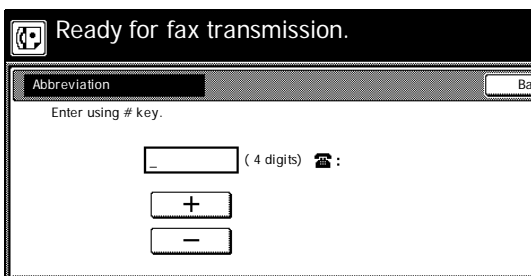 Ready for fax transmission.
Abbreviation
Ba
Enter using # key.
_ ( 4 digits) ☎ :
+
−